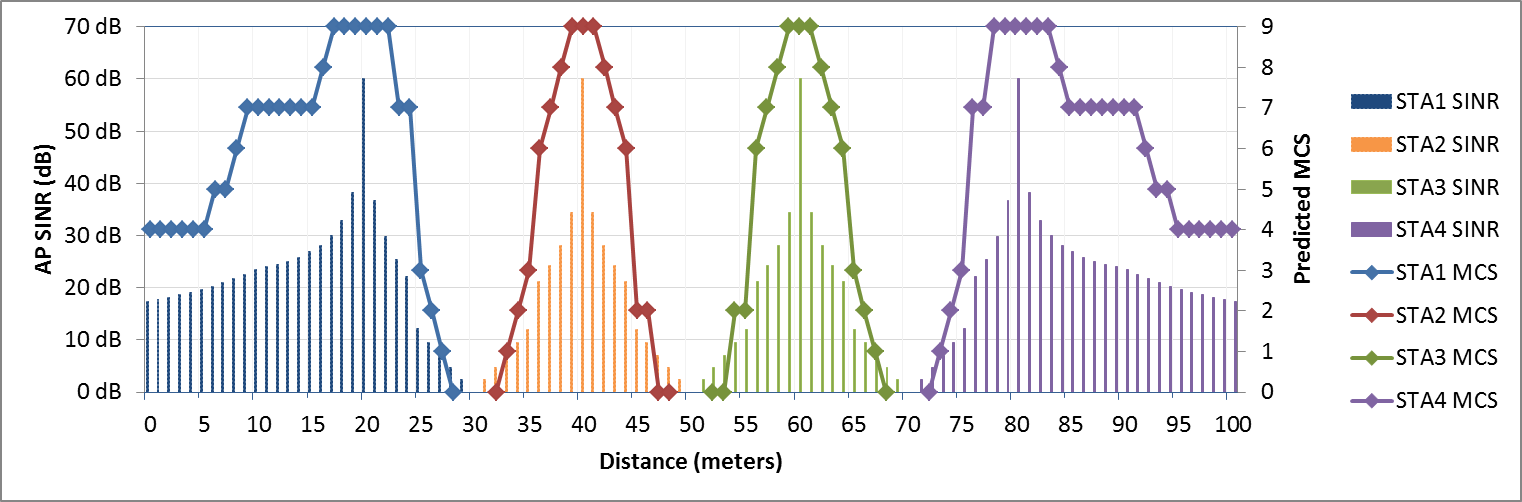 70 dB
60 dB
50 dB
40 dB
30 dB
20 dB
10 dB
0 dB
AP SINR (dB)
0 5 10 15 20 25 30 35 40 45 50 55 60 65 70 75 80 85 90 95 100
Distance (meters)
9
8
7
6
5
4
3
2
1
0
Predicted MCS
STA1 SINR
STA2 SINR
STA3 SINR
STA4 SINR
STA1 MCS
STA2 MCS
STA3 MCS
STA4 MCS